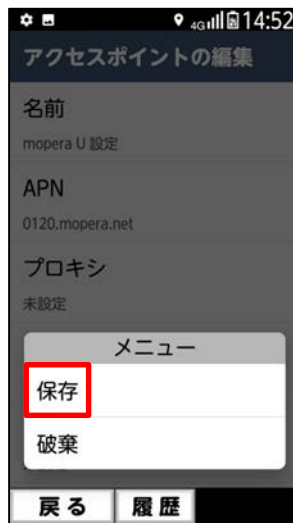 4G 14:52
アクセスポイントの編集
名前
mopera U 設定
APN
0120.mopera.net
プロキシ
未設定
メニュー
保存
破棄
戻る 履歴